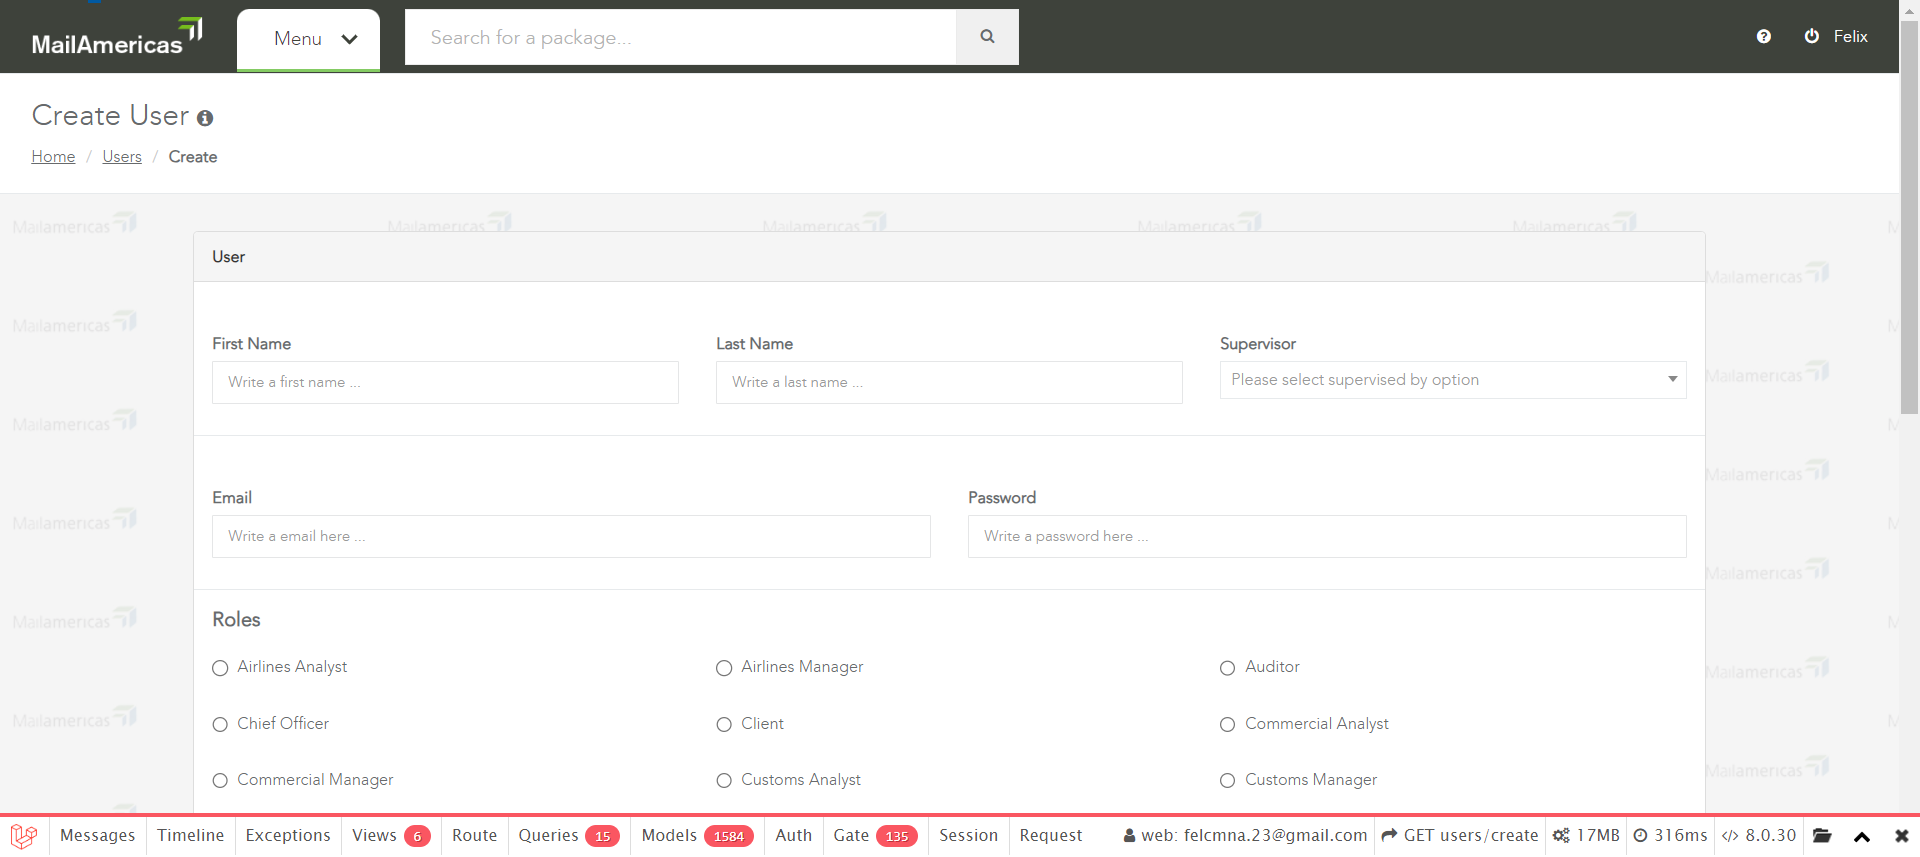 MailAmericas
Menu
Search for a package...
Felix
Create User
Home / Users / Create
User
First Name
Last Name
Supervisor
Write a first name ...
Write a last name ...
Please select supervised by option
Email
Password
Write a email here ...
Write a password here ...
Roles
Airlines Analyst
Airlines Manager
Auditor
Chief Officer
Client
Commercial Analyst
Commercial Manager
Customs Analyst
Customs Manager
Messages Timeline Exceptions Views 6 Route Queries 15 Models 1584 Auth Gate 135 Session Request web: felcmna.23@gmail.com GET users/create 17MB 316ms </> 8.0.30